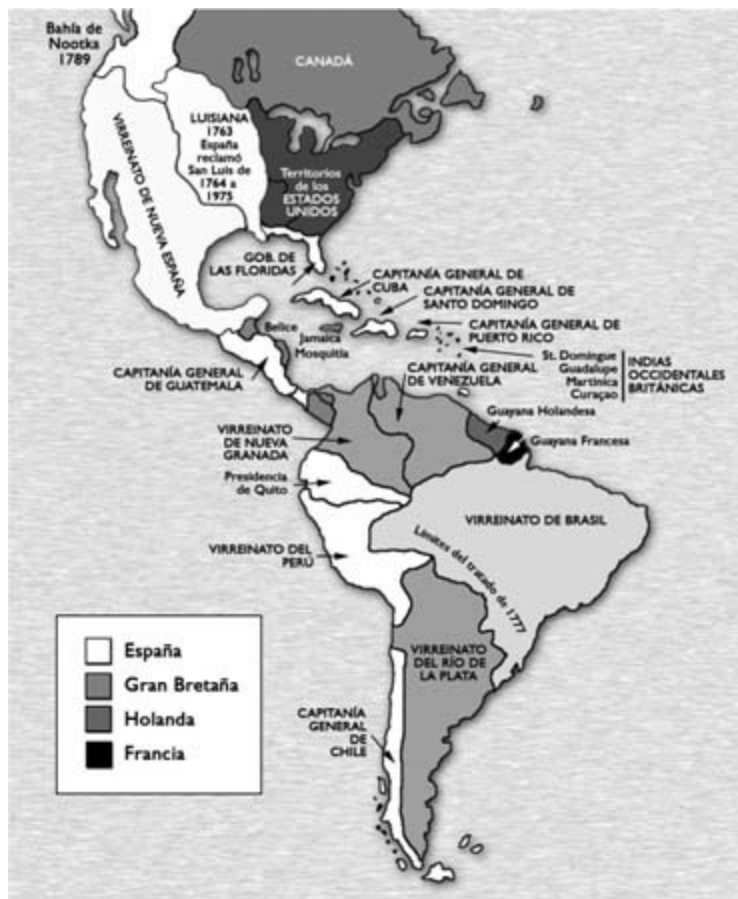 Bahía de
Nootka
1789
CANADÁ
VIRREINATO DE NUEVA ESPAÑA
LUISIANA
1763
España
reclamó
San Luis de
1764 a
1975
Territorios
de los
ESTADOS
UNIDOS
GOB. DE
LAS FLORIDAS
CAPITANÍA GENERAL DE
CUBA
CAPITANÍA GENERAL DE
SANTO DOMINGO
CAPITANÍA GENERAL DE
PUERTO RICO
Belice
Jamaica
Mosquitia
St. Domingue
Guadalupe
Martinica
Curaçao
INDIAS
OCCIDENTALES
BRITÁNICAS
CAPITANÍA GENERAL
DE GUATEMALA
CAPITANÍA GENERAL
DE VENEZUELA
Guayana Holandesa
Guayana Francesa
VIRREINATO
DE NUEVA
GRANADA
Presidencia
de Quito
VIRREINATO DE BRASIL
Límites del tratado de 1777
VIRREINATO DEL
PERÚ
VIRREINATO
DEL RÍO DE
LA PLATA
CAPITANÍA
GENERAL
DE
CHILE
España
Gran Bretaña
Holanda
Francia